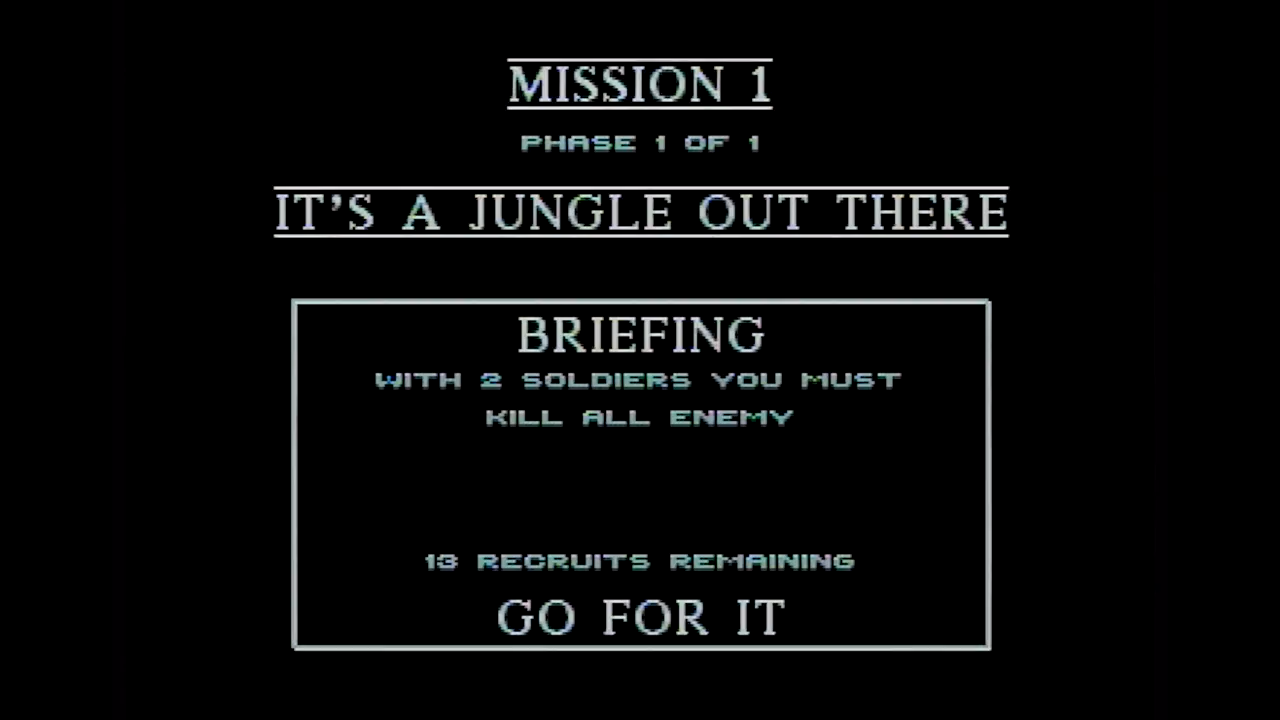 MISSION 1
PHASE 1 OF 1
IT'S A JUNGLE OUT THERE
BRIEFING
WITH 2 SOLDIERS YOU MUST
KILL ALL ENEMY
13 RECRUITS REMAINING
GO FOR IT